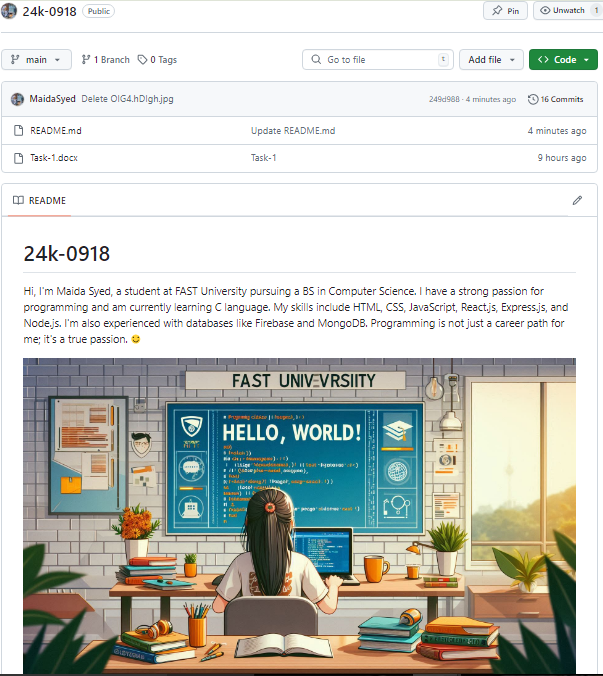 24k-0918 Public Pin Unwatch 1
main 1 Branch 0 Tags Go to file t Add file Code
MaidaSyed Delete OIG4.hDIgh.jpg 249d988 · 4 minutes ago 16 Commits
README.md Update README.md 4 minutes ago
Task-1.docx Task-1 9 hours ago
README
24k-0918
Hi, I'm Maida Syed, a student at FAST University pursuing a BS in Computer Science. I have a strong passion for
programming and am currently learning C language. My skills include HTML, CSS, JavaScript, React.js, Express.js, and
Node.js. I'm also experienced with databases like Firebase and MongoDB. Programming is not just a career path for
me; it's a true passion. 😊
FAST UNIVEVRSIITY
HELLO, WORLD!